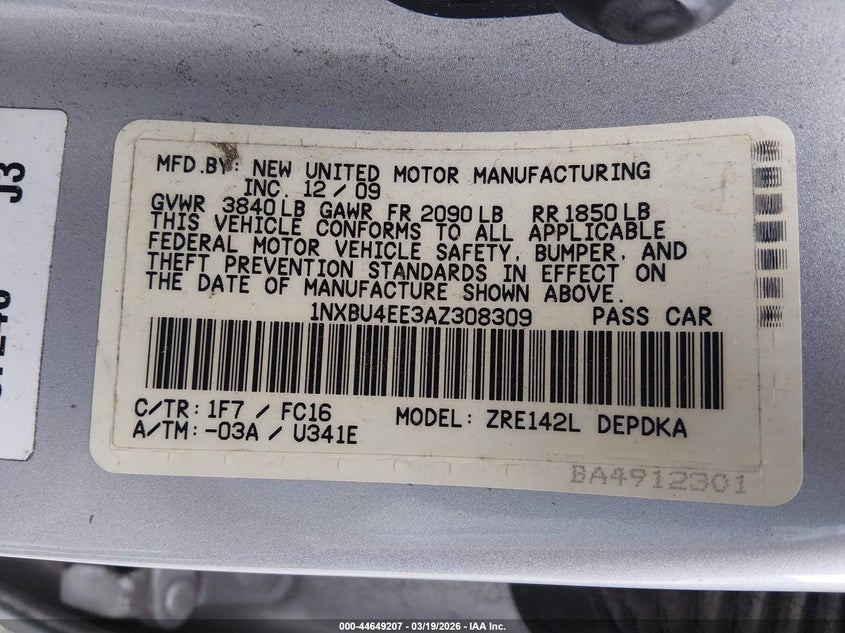 J3
MFD.BY: NEW UNITED MOTOR MANUFACTURING
INC. 12 / 09
GVWR 3840 LB GAWR FR 2090 LB RR 1850 LB
THIS VEHICLE CONFORMS TO ALL APPLICABLE
FEDERAL MOTOR VEHICLE SAFETY, BUMPER, AND
THEFT PREVENTION STANDARDS IN EFFECT ON
THE DATE OF MANUFACTURE SHOWN ABOVE.
1NXBU4EE3AZ308309 PASS CAR
C/TR: 1F7 / FC16 MODEL: ZRE142L DEPDKA
A/TM: -03A / U341E
BA4912301
000-44649207 — 03/19/2026 — IAA Inc.